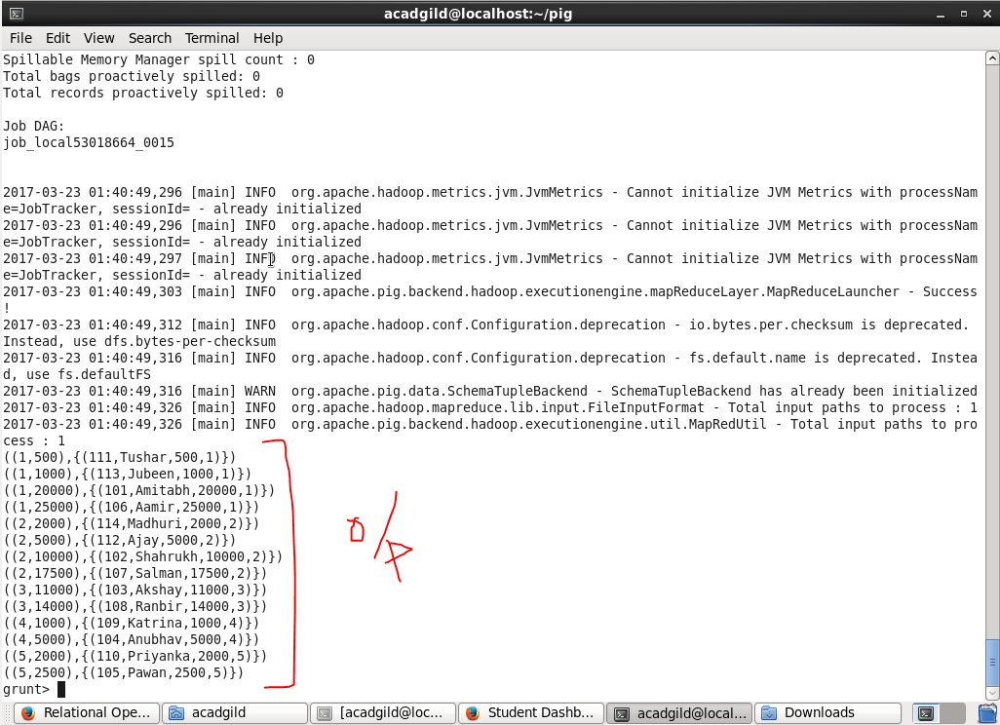 acadgild@localhost:~/pig
File Edit View Search Terminal Help
Spillable Memory Manager spill count : 0
Total bags proactively spilled: 0
Total records proactively spilled: 0
Job DAG:
job_local53018664_0015
2017-03-23 01:40:49,296 [main] INFO  org.apache.hadoop.metrics.jvm.JvmMetrics - Cannot initialize JVM Metrics with processNam
e=JobTracker, sessionId= - already initialized
2017-03-23 01:40:49,296 [main] INFO  org.apache.hadoop.metrics.jvm.JvmMetrics - Cannot initialize JVM Metrics with processNam
e=JobTracker, sessionId= - already initialized
2017-03-23 01:40:49,297 [main] INFO  org.apache.hadoop.metrics.jvm.JvmMetrics - Cannot initialize JVM Metrics with processNam
e=JobTracker, sessionId= - already initialized
2017-03-23 01:40:49,303 [main] INFO  org.apache.pig.backend.hadoop.executionengine.mapReduceLayer.MapReduceLauncher - Success
!
2017-03-23 01:40:49,312 [main] INFO  org.apache.hadoop.conf.Configuration.deprecation - io.bytes.per.checksum is deprecated.
Instead, use dfs.bytes-per-checksum
2017-03-23 01:40:49,316 [main] INFO  org.apache.hadoop.conf.Configuration.deprecation - fs.default.name is deprecated. Instea
d, use fs.defaultFS
2017-03-23 01:40:49,316 [main] WARN  org.apache.pig.data.SchemaTupleBackend - SchemaTupleBackend has already been initialized
2017-03-23 01:40:49,326 [main] INFO  org.apache.hadoop.mapreduce.lib.input.FileInputFormat - Total input paths to process : 1
2017-03-23 01:40:49,326 [main] INFO  org.apache.pig.backend.hadoop.executionengine.util.MapRedUtil - Total input paths to pro
cess : 1
((1,500),{(111,Tushar,500,1)})
((1,1000),{(113,Jubeen,1000,1)})
((1,20000),{(101,Amitabh,20000,1)})
((1,25000),{(106,Aamir,25000,1)})
((2,2000),{(114,Madhuri,2000,2)})
((2,5000),{(112,Ajay,5000,2)})
((2,10000),{(102,Shahrukh,10000,2)})
((2,17500),{(107,Salman,17500,2)})
((3,11000),{(103,Akshay,11000,3)})
((3,14000),{(108,Ranbir,14000,3)})
((4,1000),{(109,Katrina,1000,4)})
((4,5000),{(104,Anubhav,5000,4)})
((5,2000),{(110,Priyanka,2000,5)})
((5,2500),{(105,Pawan,2500,5)})
grunt>
o/p
Relational Ope... acadgild [acadgild@loc... Student Dashb... acadgild@local... Downloads